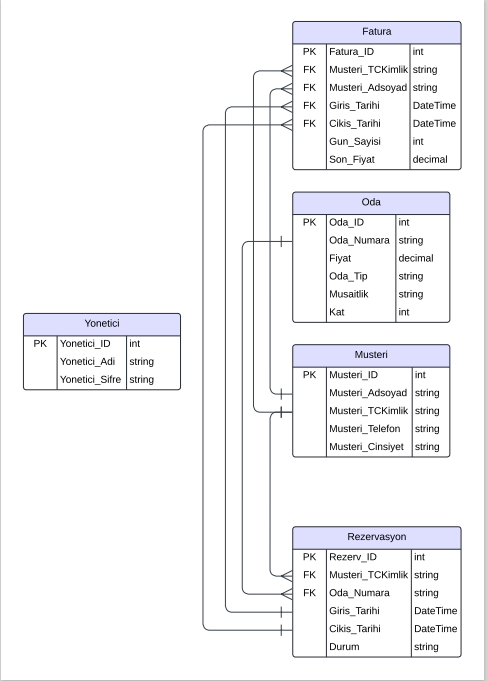 Fatura
PK Fatura_ID int
FK Musteri_TCKimlik string
FK Musteri_Adsoyad string
FK Giris_Tarihi DateTime
FK Cikis_Tarihi DateTime
Gun_Sayisi int
Son_Fiyat decimal
Oda
PK Oda_ID int
Oda_Numara string
Fiyat decimal
Oda_Tip string
Musaitlik string
Kat int
Yonetici
PK Yonetici_ID int
Yonetici_Adi string
Yonetici_Sifre string
Musteri
PK Musteri_ID int
Musteri_Adsoyad string
Musteri_TCKimlik string
Musteri_Telefon string
Musteri_Cinsiyet string
Rezervasyon
PK Rezerv_ID int
FK Musteri_TCKimlik string
FK Oda_Numara string
Giris_Tarihi DateTime
Cikis_Tarihi DateTime
Durum string